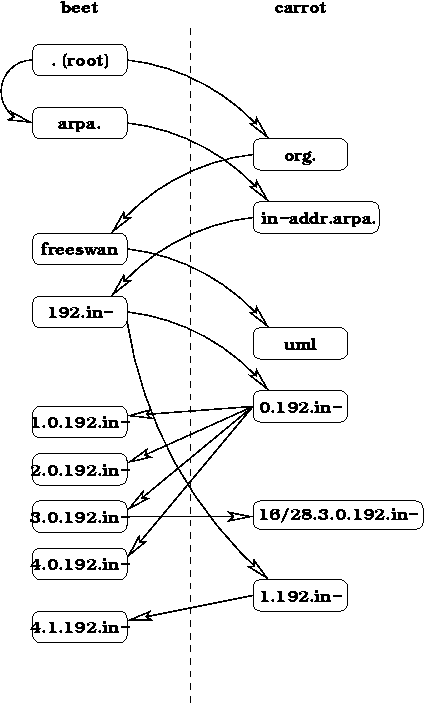 beet carrot
. (root)
arpa.
org.
in-addr.arpa.
freeswan
192.in-
uml
0.192.in-
1.0.192.in-
2.0.192.in-
3.0.192.in-
16/28.3.0.192.in-
4.0.192.in-
1.192.in-
4.1.192.in-